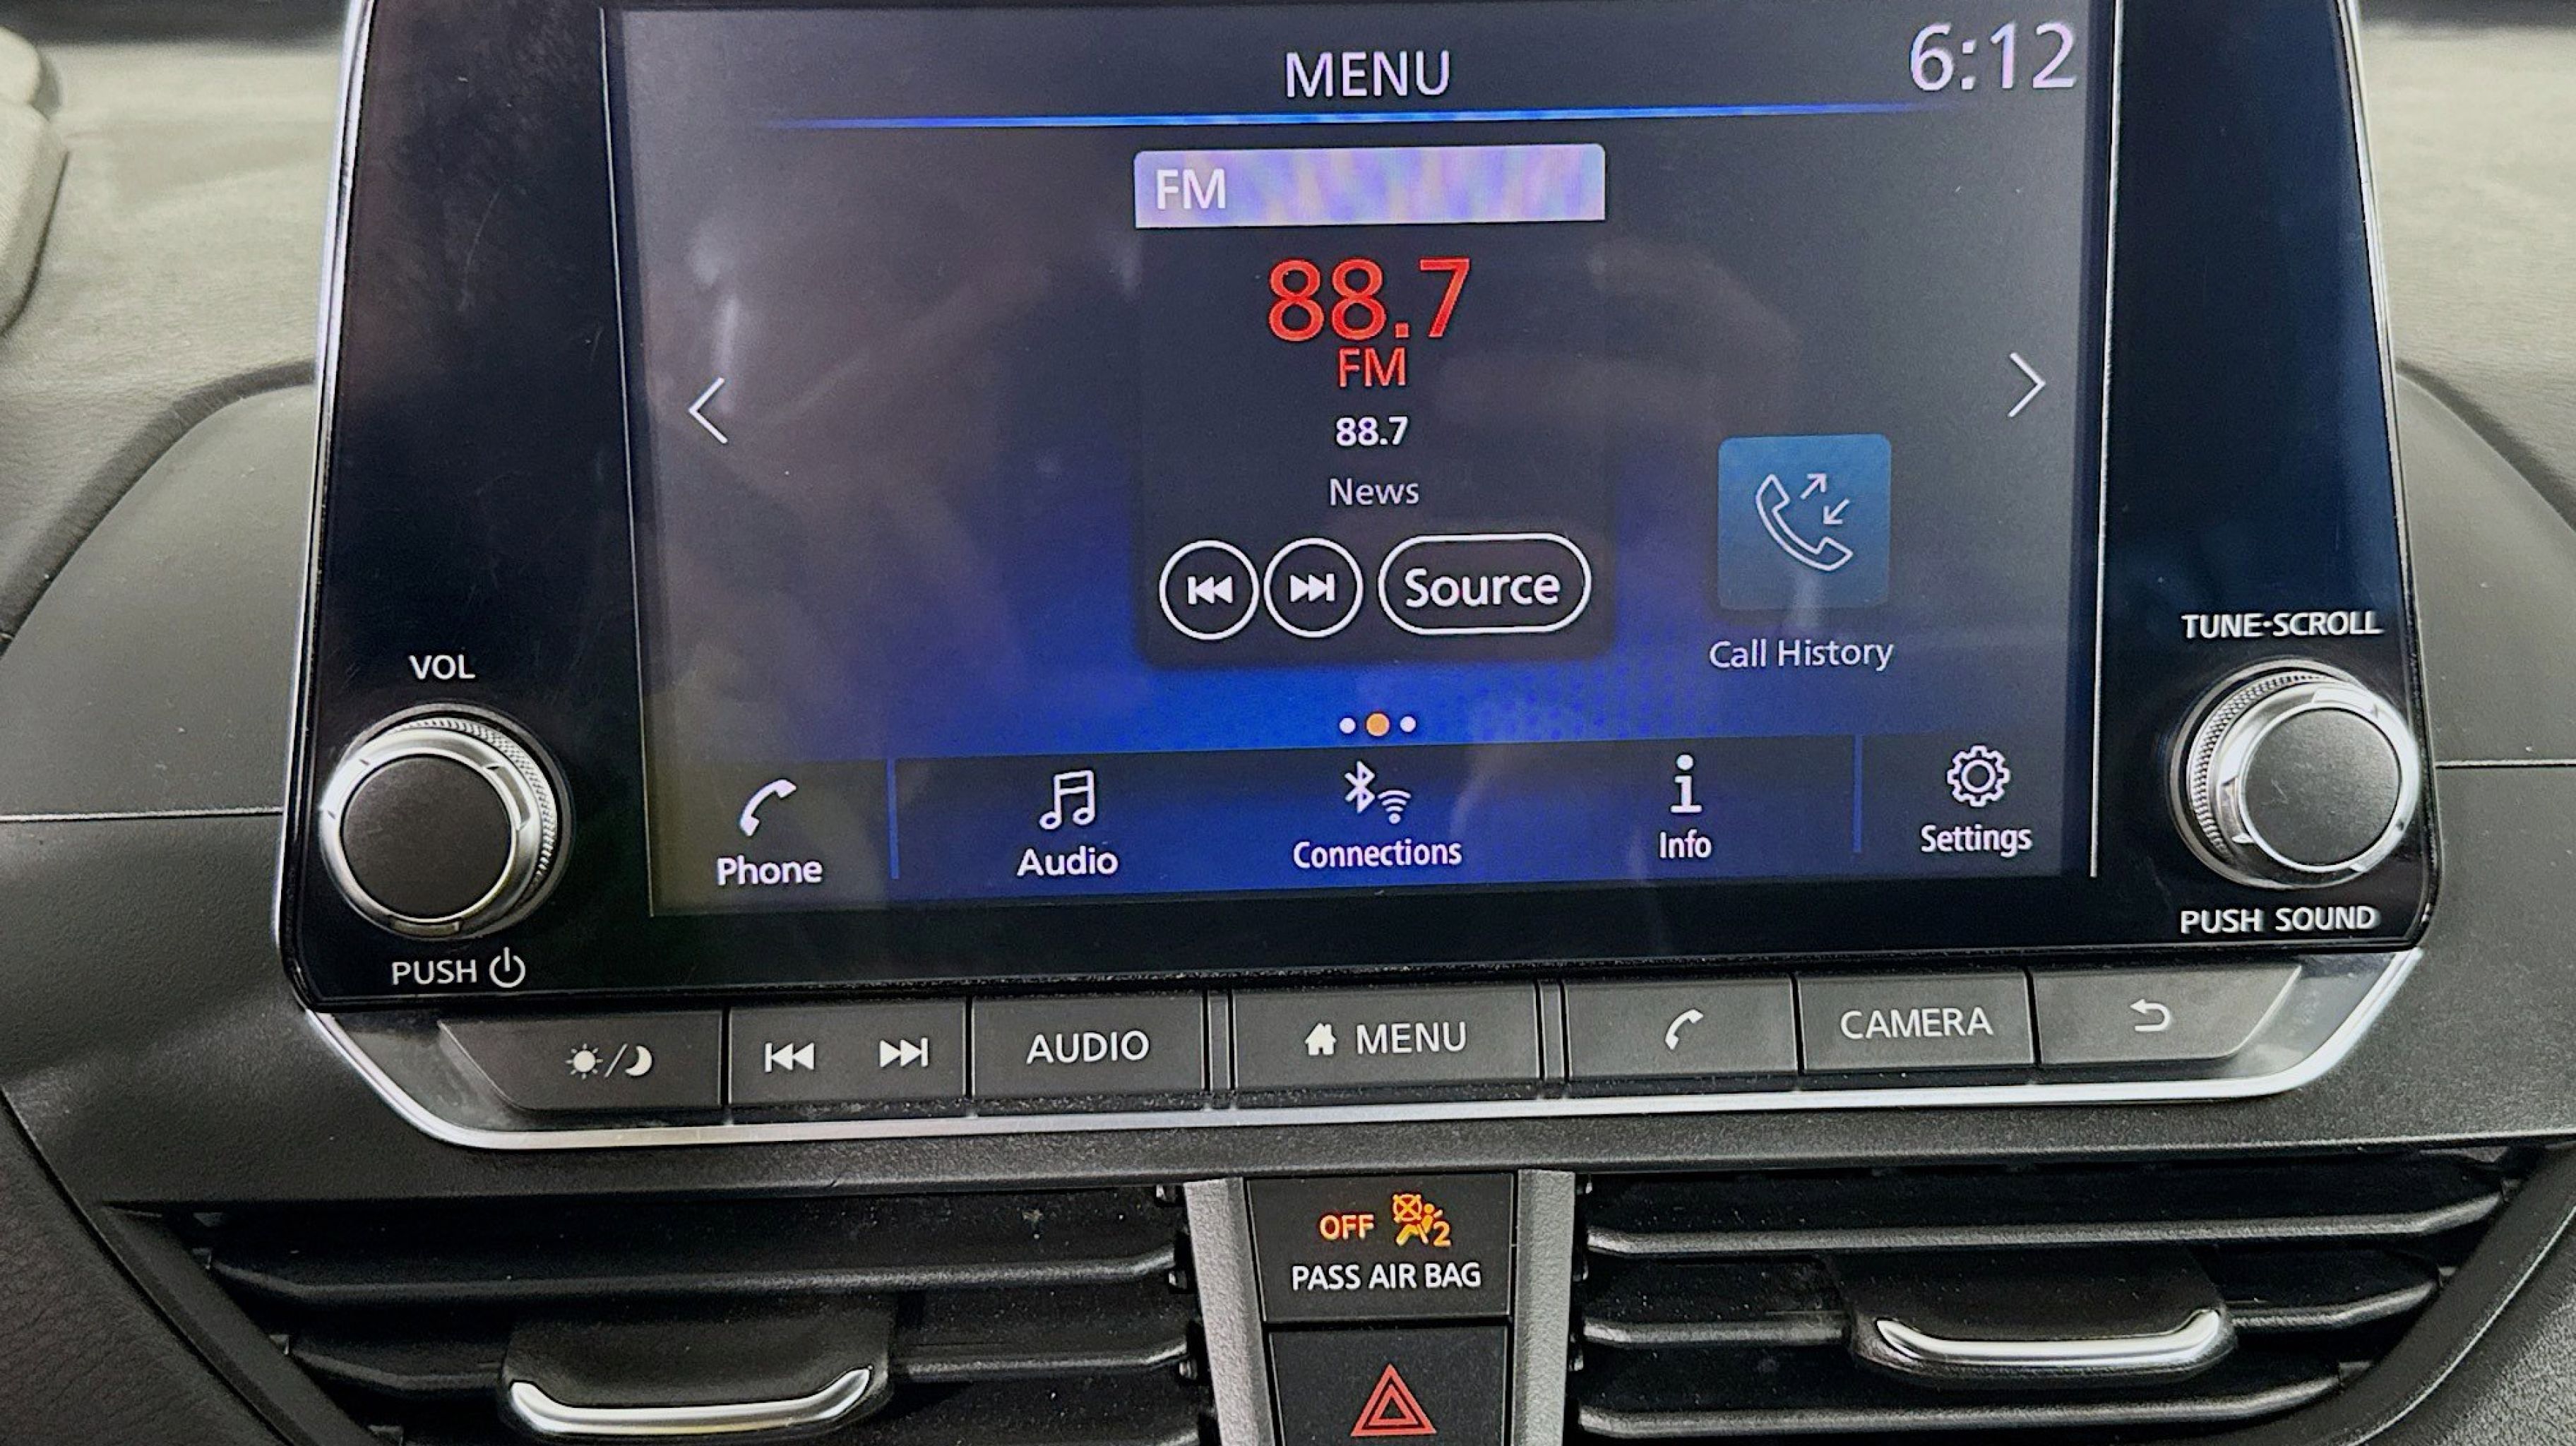 MENU
6:12
FM
88.7
FM
88.7
News
Source
Call History
VOL
TUNE·SCROLL
Phone
Audio
Connections
Info
Settings
PUSH
PUSH SOUND
AUDIO
MENU
CAMERA
OFF 2
PASS AIR BAG